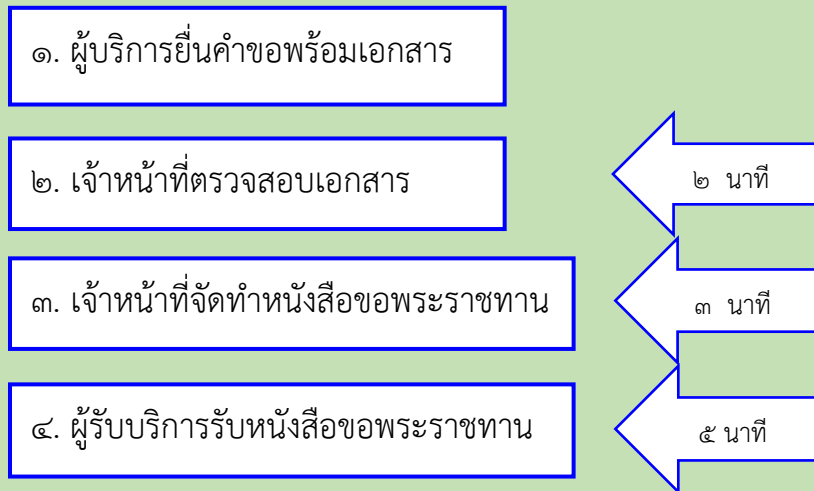 ๑. ผู้บริการยื่นคำขอพร้อมเอกสาร
๒. เจ้าหน้าที่ตรวจสอบเอกสาร
๒ นาที
๓. เจ้าหน้าที่จัดทำหนังสือขอพระราชทาน
๓ นาที
๔. ผู้รับบริการรับหนังสือขอพระราชทาน
๕ นาที